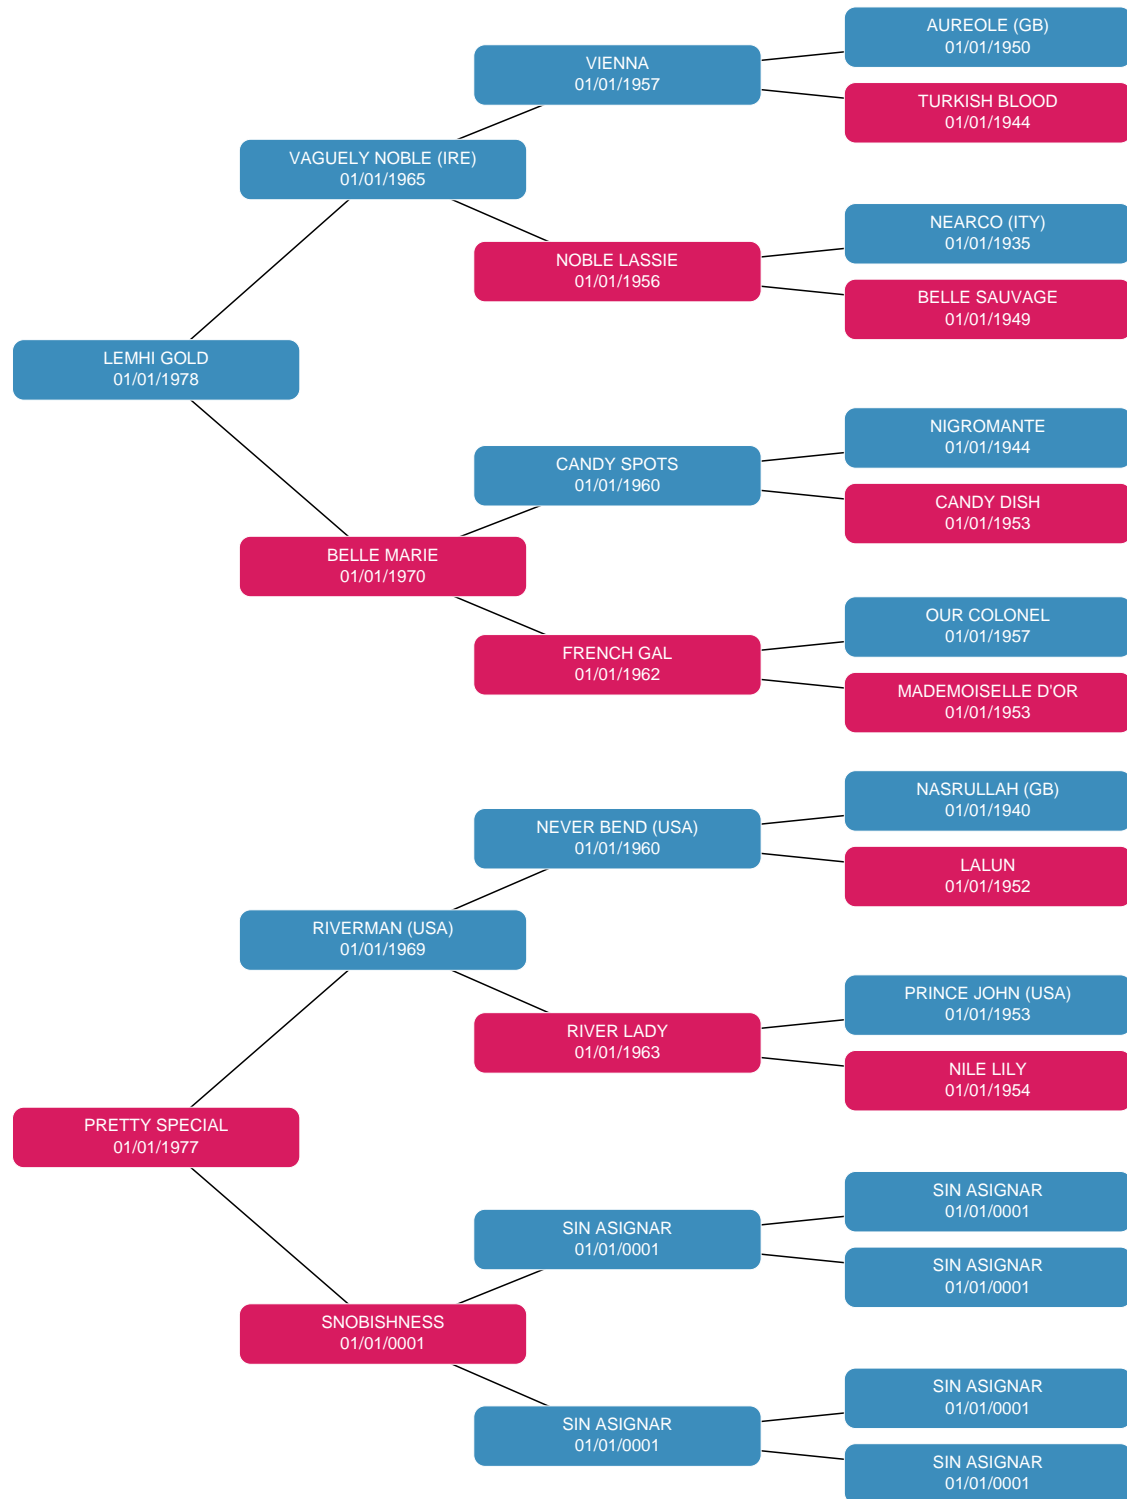 AUREOLE (GB)
01/01/1950
VIENNA
01/01/1957
TURKISH BLOOD
01/01/1944
VAGUELY NOBLE (IRE)
01/01/1965
NEARCO (ITY)
01/01/1935
NOBLE LASSIE
01/01/1956
BELLE SAUVAGE
01/01/1949
LEMHI GOLD
01/01/1978
NIGROMANTE
01/01/1944
CANDY SPOTS
01/01/1960
CANDY DISH
01/01/1953
BELLE MARIE
01/01/1970
OUR COLONEL
01/01/1957
FRENCH GAL
01/01/1962
MADEMOISELLE D'OR
01/01/1953
NASRULLAH (GB)
01/01/1940
NEVER BEND (USA)
01/01/1960
LALUN
01/01/1952
RIVERMAN (USA)
01/01/1969
PRINCE JOHN (USA)
01/01/1953
RIVER LADY
01/01/1963
NILE LILY
01/01/1954
PRETTY SPECIAL
01/01/1977
SIN ASIGNAR
01/01/0001
SIN ASIGNAR
01/01/0001
SIN ASIGNAR
01/01/0001
SNOBISHNESS
01/01/0001
SIN ASIGNAR
01/01/0001
SIN ASIGNAR
01/01/0001
SIN ASIGNAR
01/01/0001